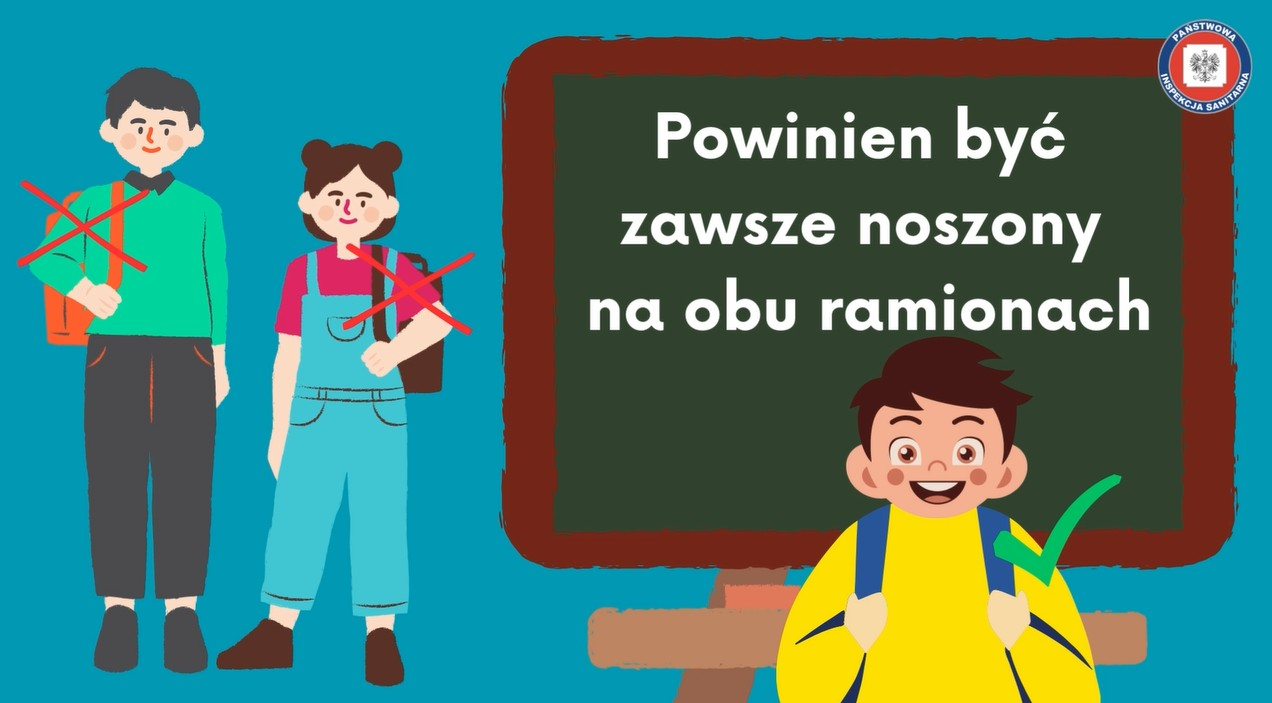 Powinien być
zawsze noszony
na obu ramionach
PAŃSTWOWA
INSPEKCJA SANITARNA